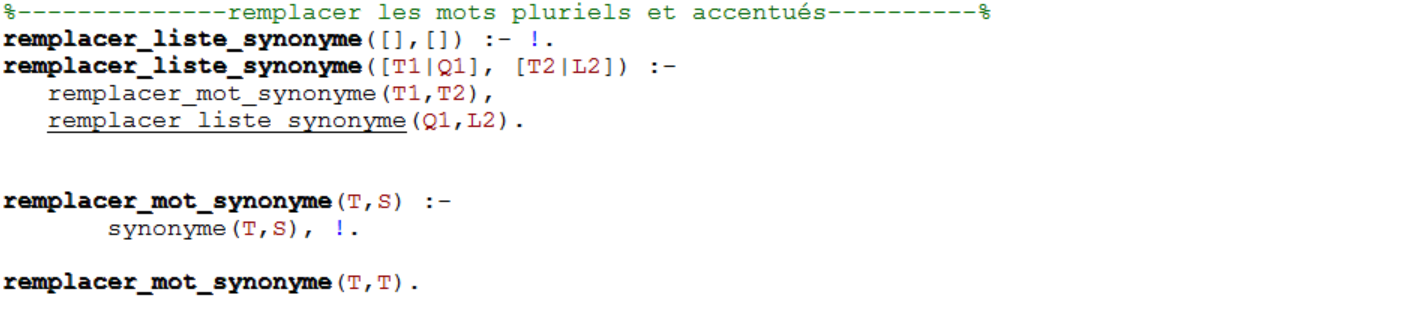 %--------------remplacer les mots pluriels et accentués----------%
remplacer_liste_synonyme([],[]) :- !.
remplacer_liste_synonyme([T1|Q1], [T2|L2]) :-
   remplacer_mot_synonyme(T1,T2),
   remplacer_liste_synonyme(Q1,L2).
remplacer_mot_synonyme(T,S) :-
       synonyme(T,S), !.
remplacer_mot_synonyme(T,T).